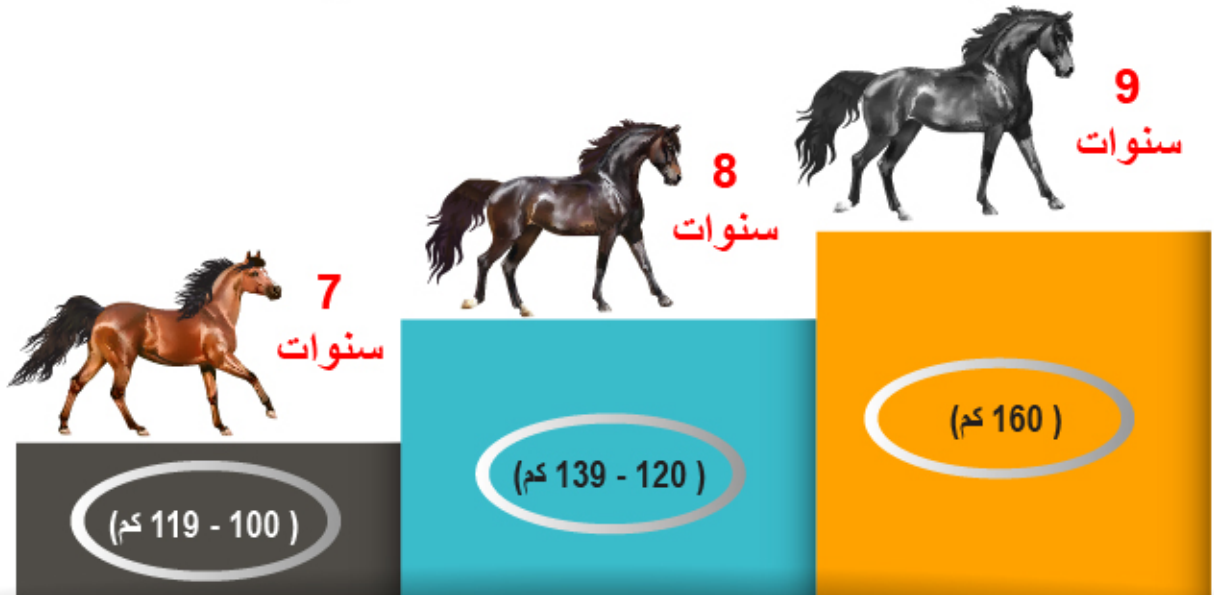 9
سنوات
8
سنوات
7
سنوات
( 160 كم)
( 120 - 139 كم)
( 100 - 119 كم)